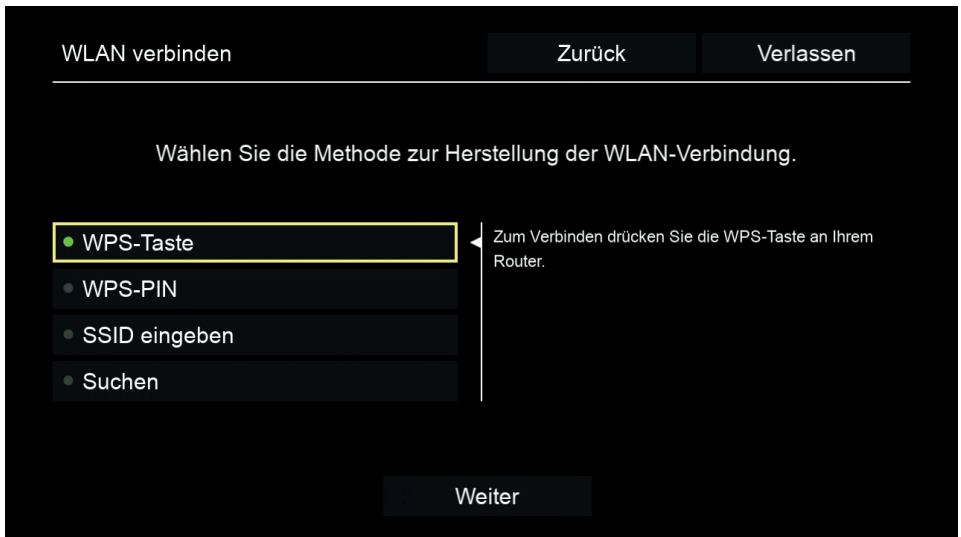 WLAN verbinden
Zurück
Verlassen
Wählen Sie die Methode zur Herstellung der WLAN-Verbindung.
WPS-Taste
WPS-PIN
SSID eingeben
Suchen
Zum Verbinden drücken Sie die WPS-Taste an Ihrem
Router.
Weiter